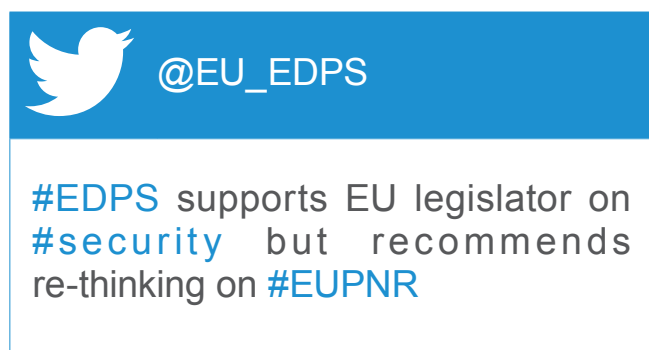 @EU_EDPS
#EDPS supports EU legislator on
#security but recommends
re-thinking on #EUPNR